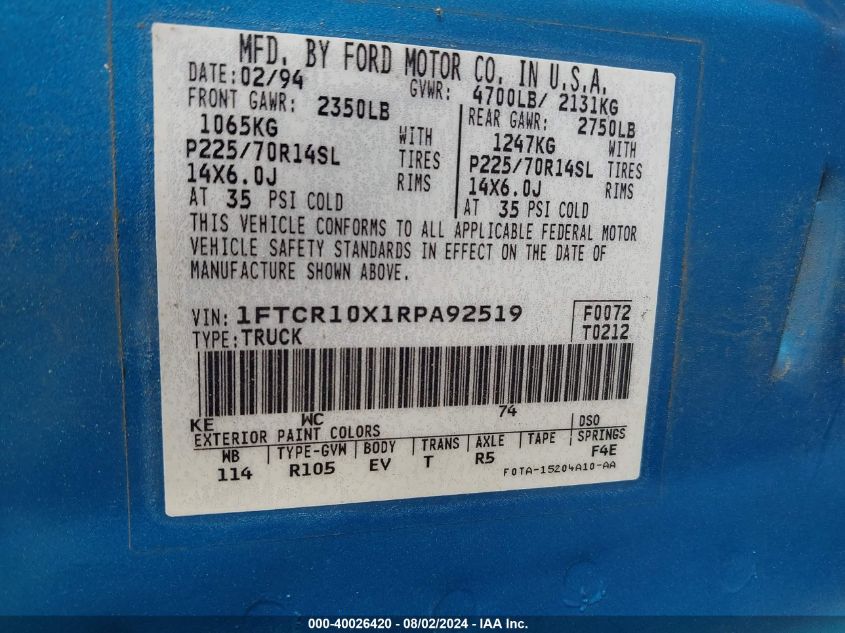 MFD. BY FORD MOTOR CO. IN U.S.A.
DATE: 02/94 GVWR: 4700LB/ 2131KG
FRONT GAWR: 2350LB REAR GAWR: 2750LB
1065KG WITH 1247KG WITH
P225/70R14SL TIRES P225/70R14SL TIRES
14X6.0J RIMS 14X6.0J RIMS
AT 35 PSI COLD AT 35 PSI COLD
THIS VEHICLE CONFORMS TO ALL APPLICABLE FEDERAL MOTOR
VEHICLE SAFETY STANDARDS IN EFFECT ON THE DATE OF
MANUFACTURE SHOWN ABOVE.
VIN: 1FTCR10X1RPA92519 F0072
TYPE: TRUCK T0212
KE WC 74
EXTERIOR PAINT COLORS DSO
WB TYPE-GVW BODY TRANS AXLE TAPE SPRINGS
114 R105 EV T R5 F4E
F0TA-15204A10-AA
000-40026420 - 08/02/2024 - IAA Inc.